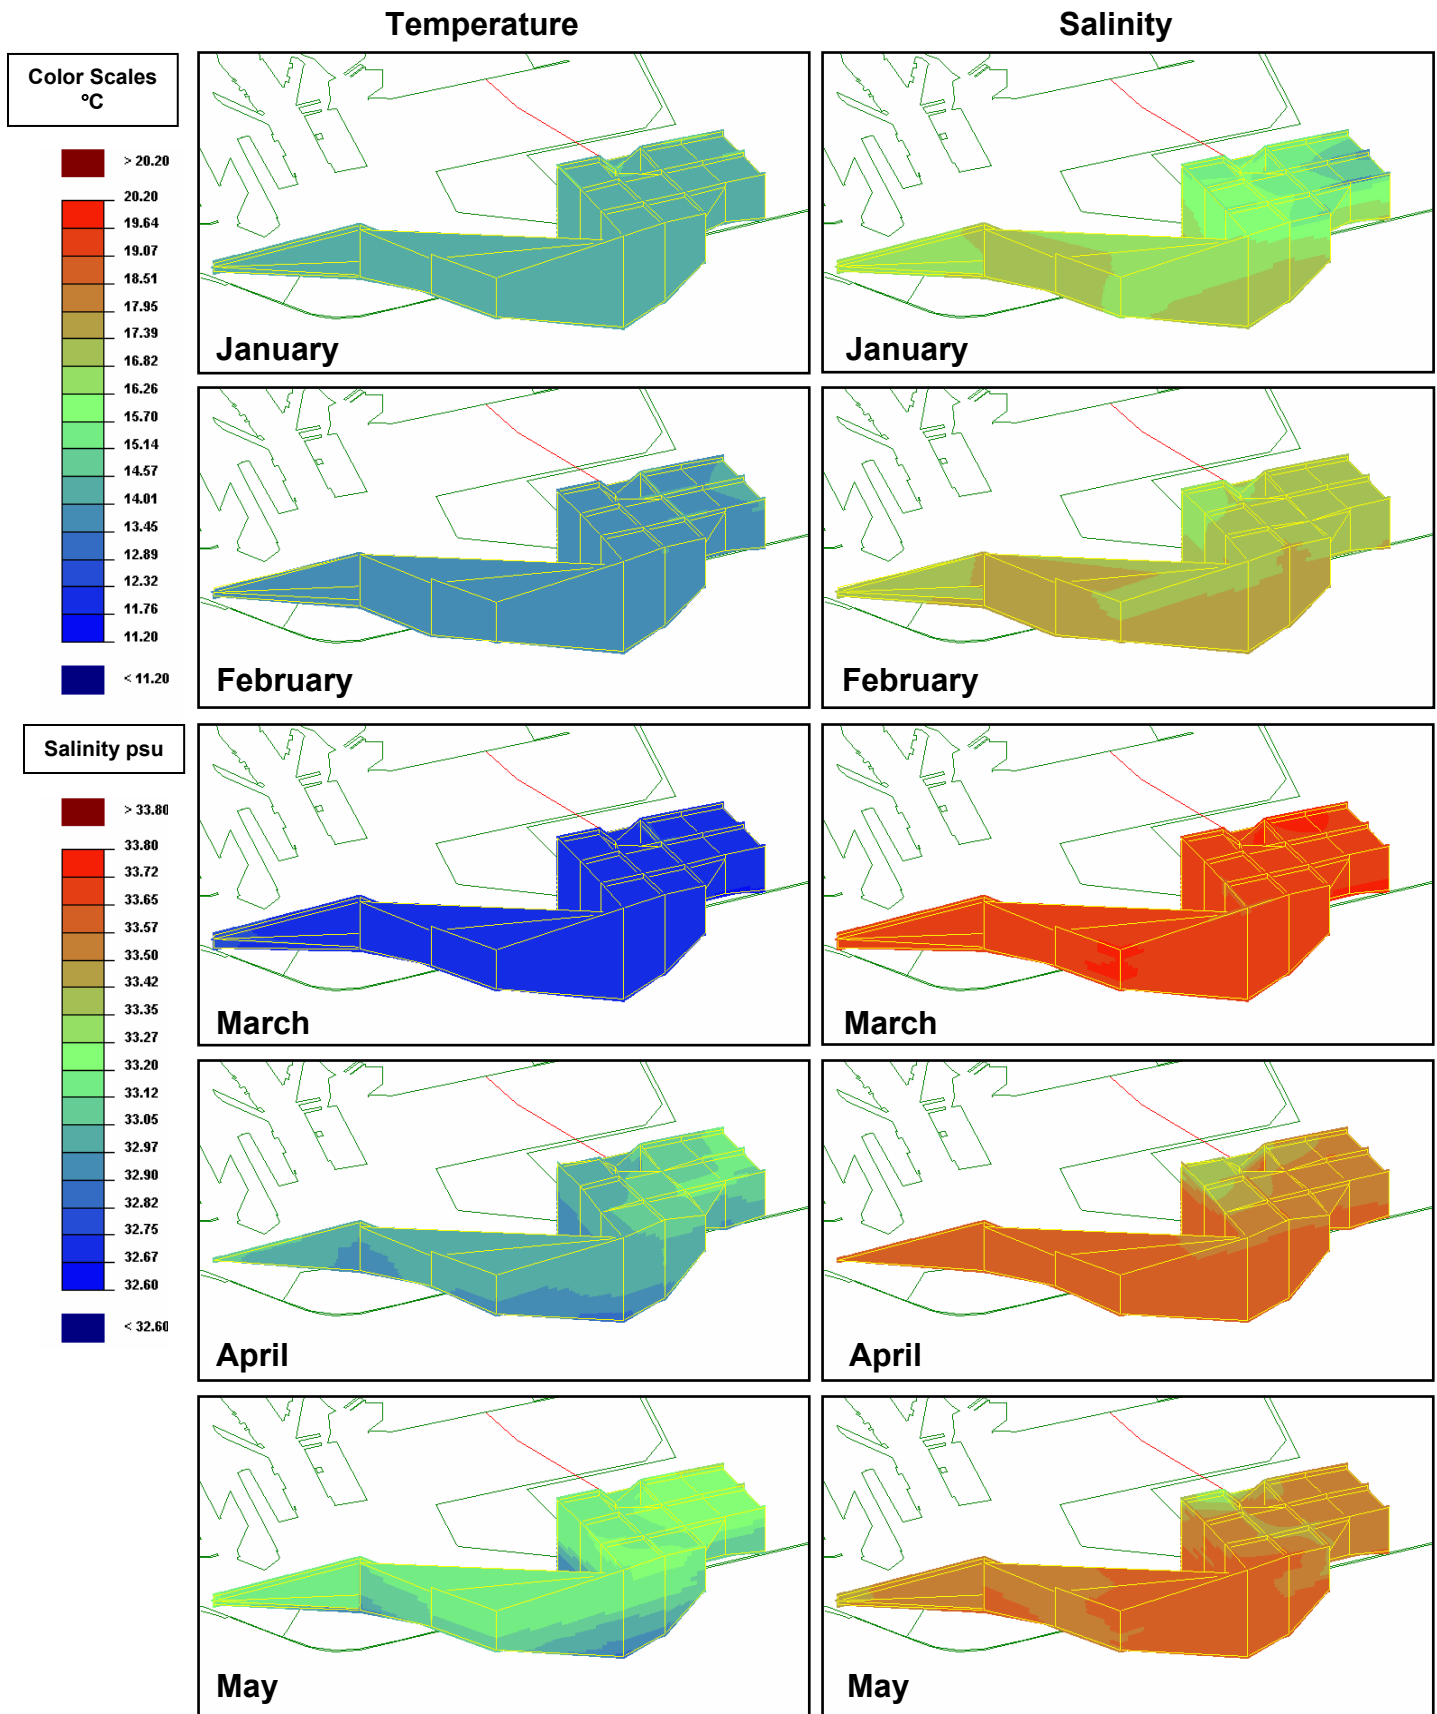 Temperature
Salinity
Color Scales
°C
> 20.20
20.20
19.64
19.07
18.51
17.95
17.39
16.82
16.26
15.70
15.14
14.57
14.01
13.45
12.89
12.32
11.76
11.20
< 11.20
Salinity psu
> 33.80
33.80
33.72
33.65
33.57
33.50
33.42
33.35
33.27
33.20
33.12
33.05
32.97
32.90
32.82
32.75
32.67
32.60
< 32.60
January
January
February
February
March
March
April
April
May
May